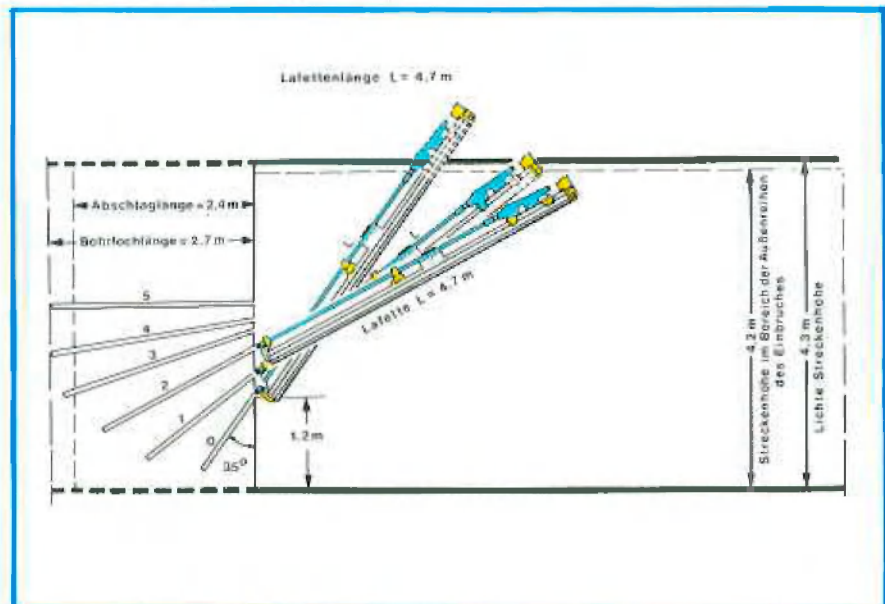 Lafettenlänge L = 4,7 m
Abschlaglänge = 2,4 m
Bohrlochlänge = 2,7 m
5
4
3
2
1
0
35°
1,2 m
Lafette L = 4,7 m
4,2 m
Streckenhöhe im Bereich der Außenreihen
des Einbruches
4,3 m
Lichte Streckenhöhe